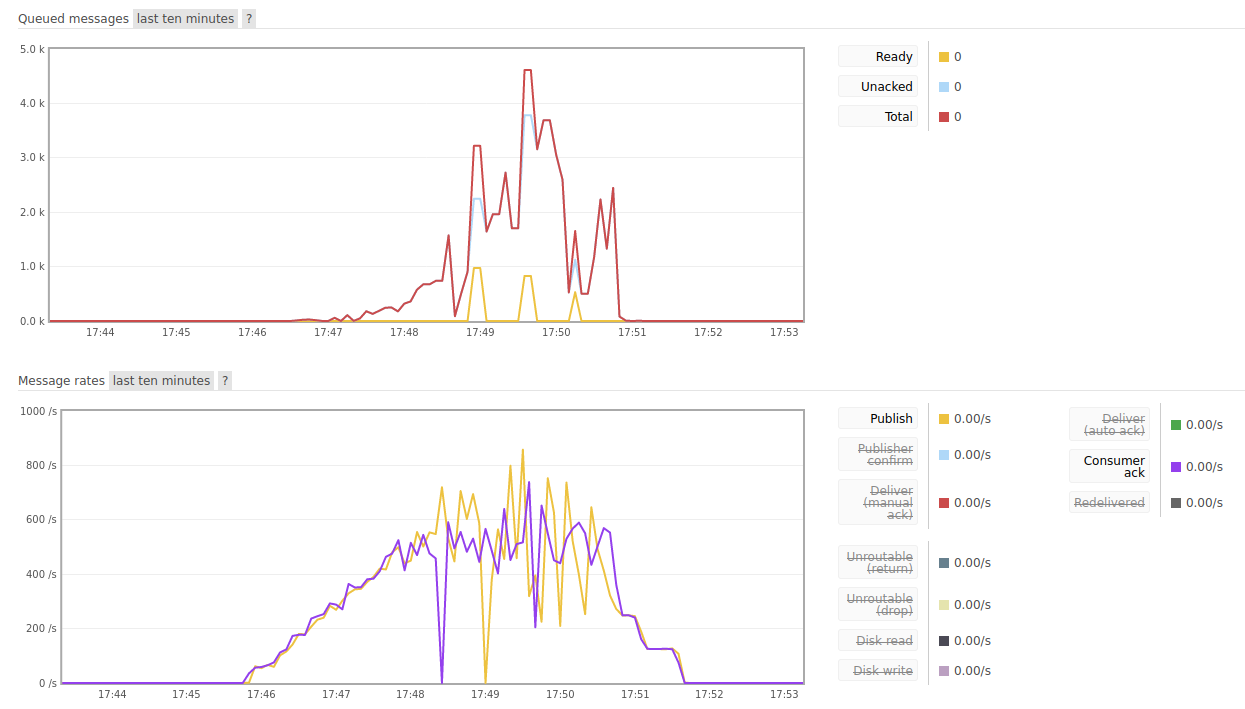 Queued messages last ten minutes ?
5.0 k
4.0 k
3.0 k
2.0 k
1.0 k
0.0 k
17:44 17:45 17:46 17:47 17:48 17:49 17:50 17:51 17:52 17:53
Ready 0
Unacked 0
Total 0
Message rates last ten minutes ?
1000 /s
800 /s
600 /s
400 /s
200 /s
0 /s
17:44 17:45 17:46 17:47 17:48 17:49 17:50 17:51 17:52 17:53
Publish 0.00/s
Publisher
confirm 0.00/s
Deliver
(manual
ack) 0.00/s
Unroutable
(return) 0.00/s
Unroutable
(drop) 0.00/s
Disk read 0.00/s
Disk write 0.00/s
Deliver
(auto ack) 0.00/s
Consumer
ack 0.00/s
Redelivered 0.00/s